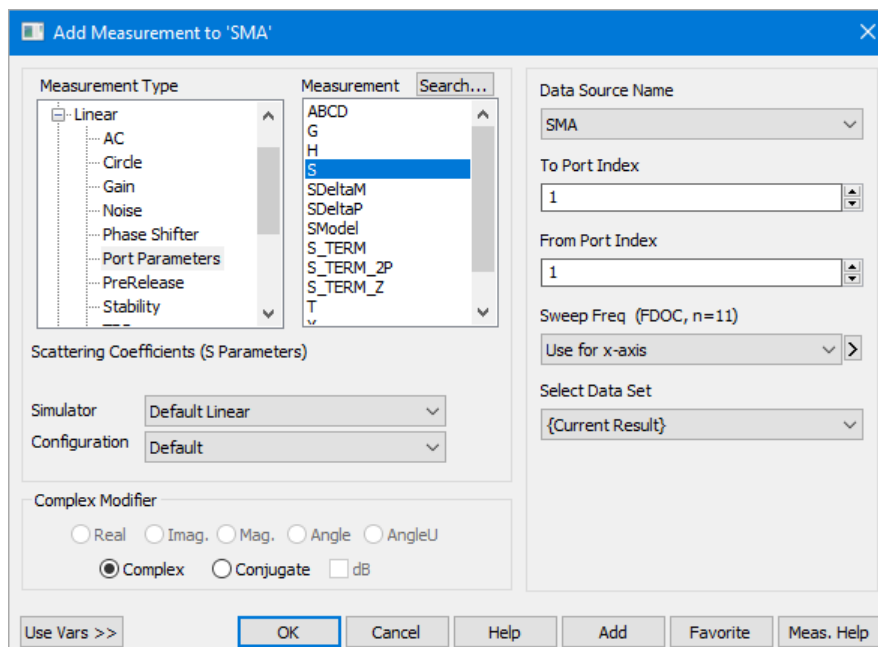 Add Measurement to 'SMA'
Measurement Type
Linear
AC
Circle
Gain
Noise
Phase Shifter
Port Parameters
PreRelease
Stability
Measurement Search...
ABCD
G
H
S
SDeltaM
SDeltaP
SModel
S_TERM
S_TERM_2P
S_TERM_Z
T
Scattering Coefficients (S Parameters)
Simulator Default Linear
Configuration Default
Complex Modifier
Real Imag. Mag. Angle AngleU
Complex Conjugate dB
Data Source Name
SMA
To Port Index
1
From Port Index
1
Sweep Freq (FDOC, n=11)
Use for x-axis >
Select Data Set
{Current Result}
Use Vars >> OK Cancel Help Add Favorite Meas. Help